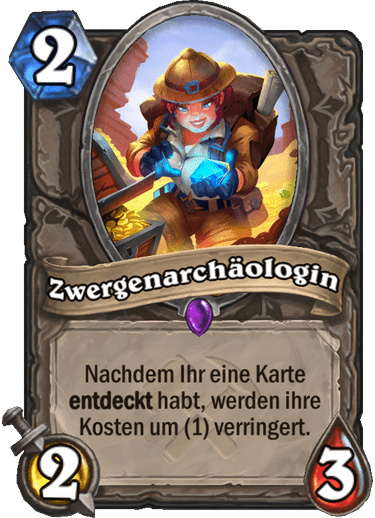 2
Zwergenarchäologin
Nachdem Ihr eine Karte
entdeckt habt, werden ihre
Kosten um (1) verringert.
2
3